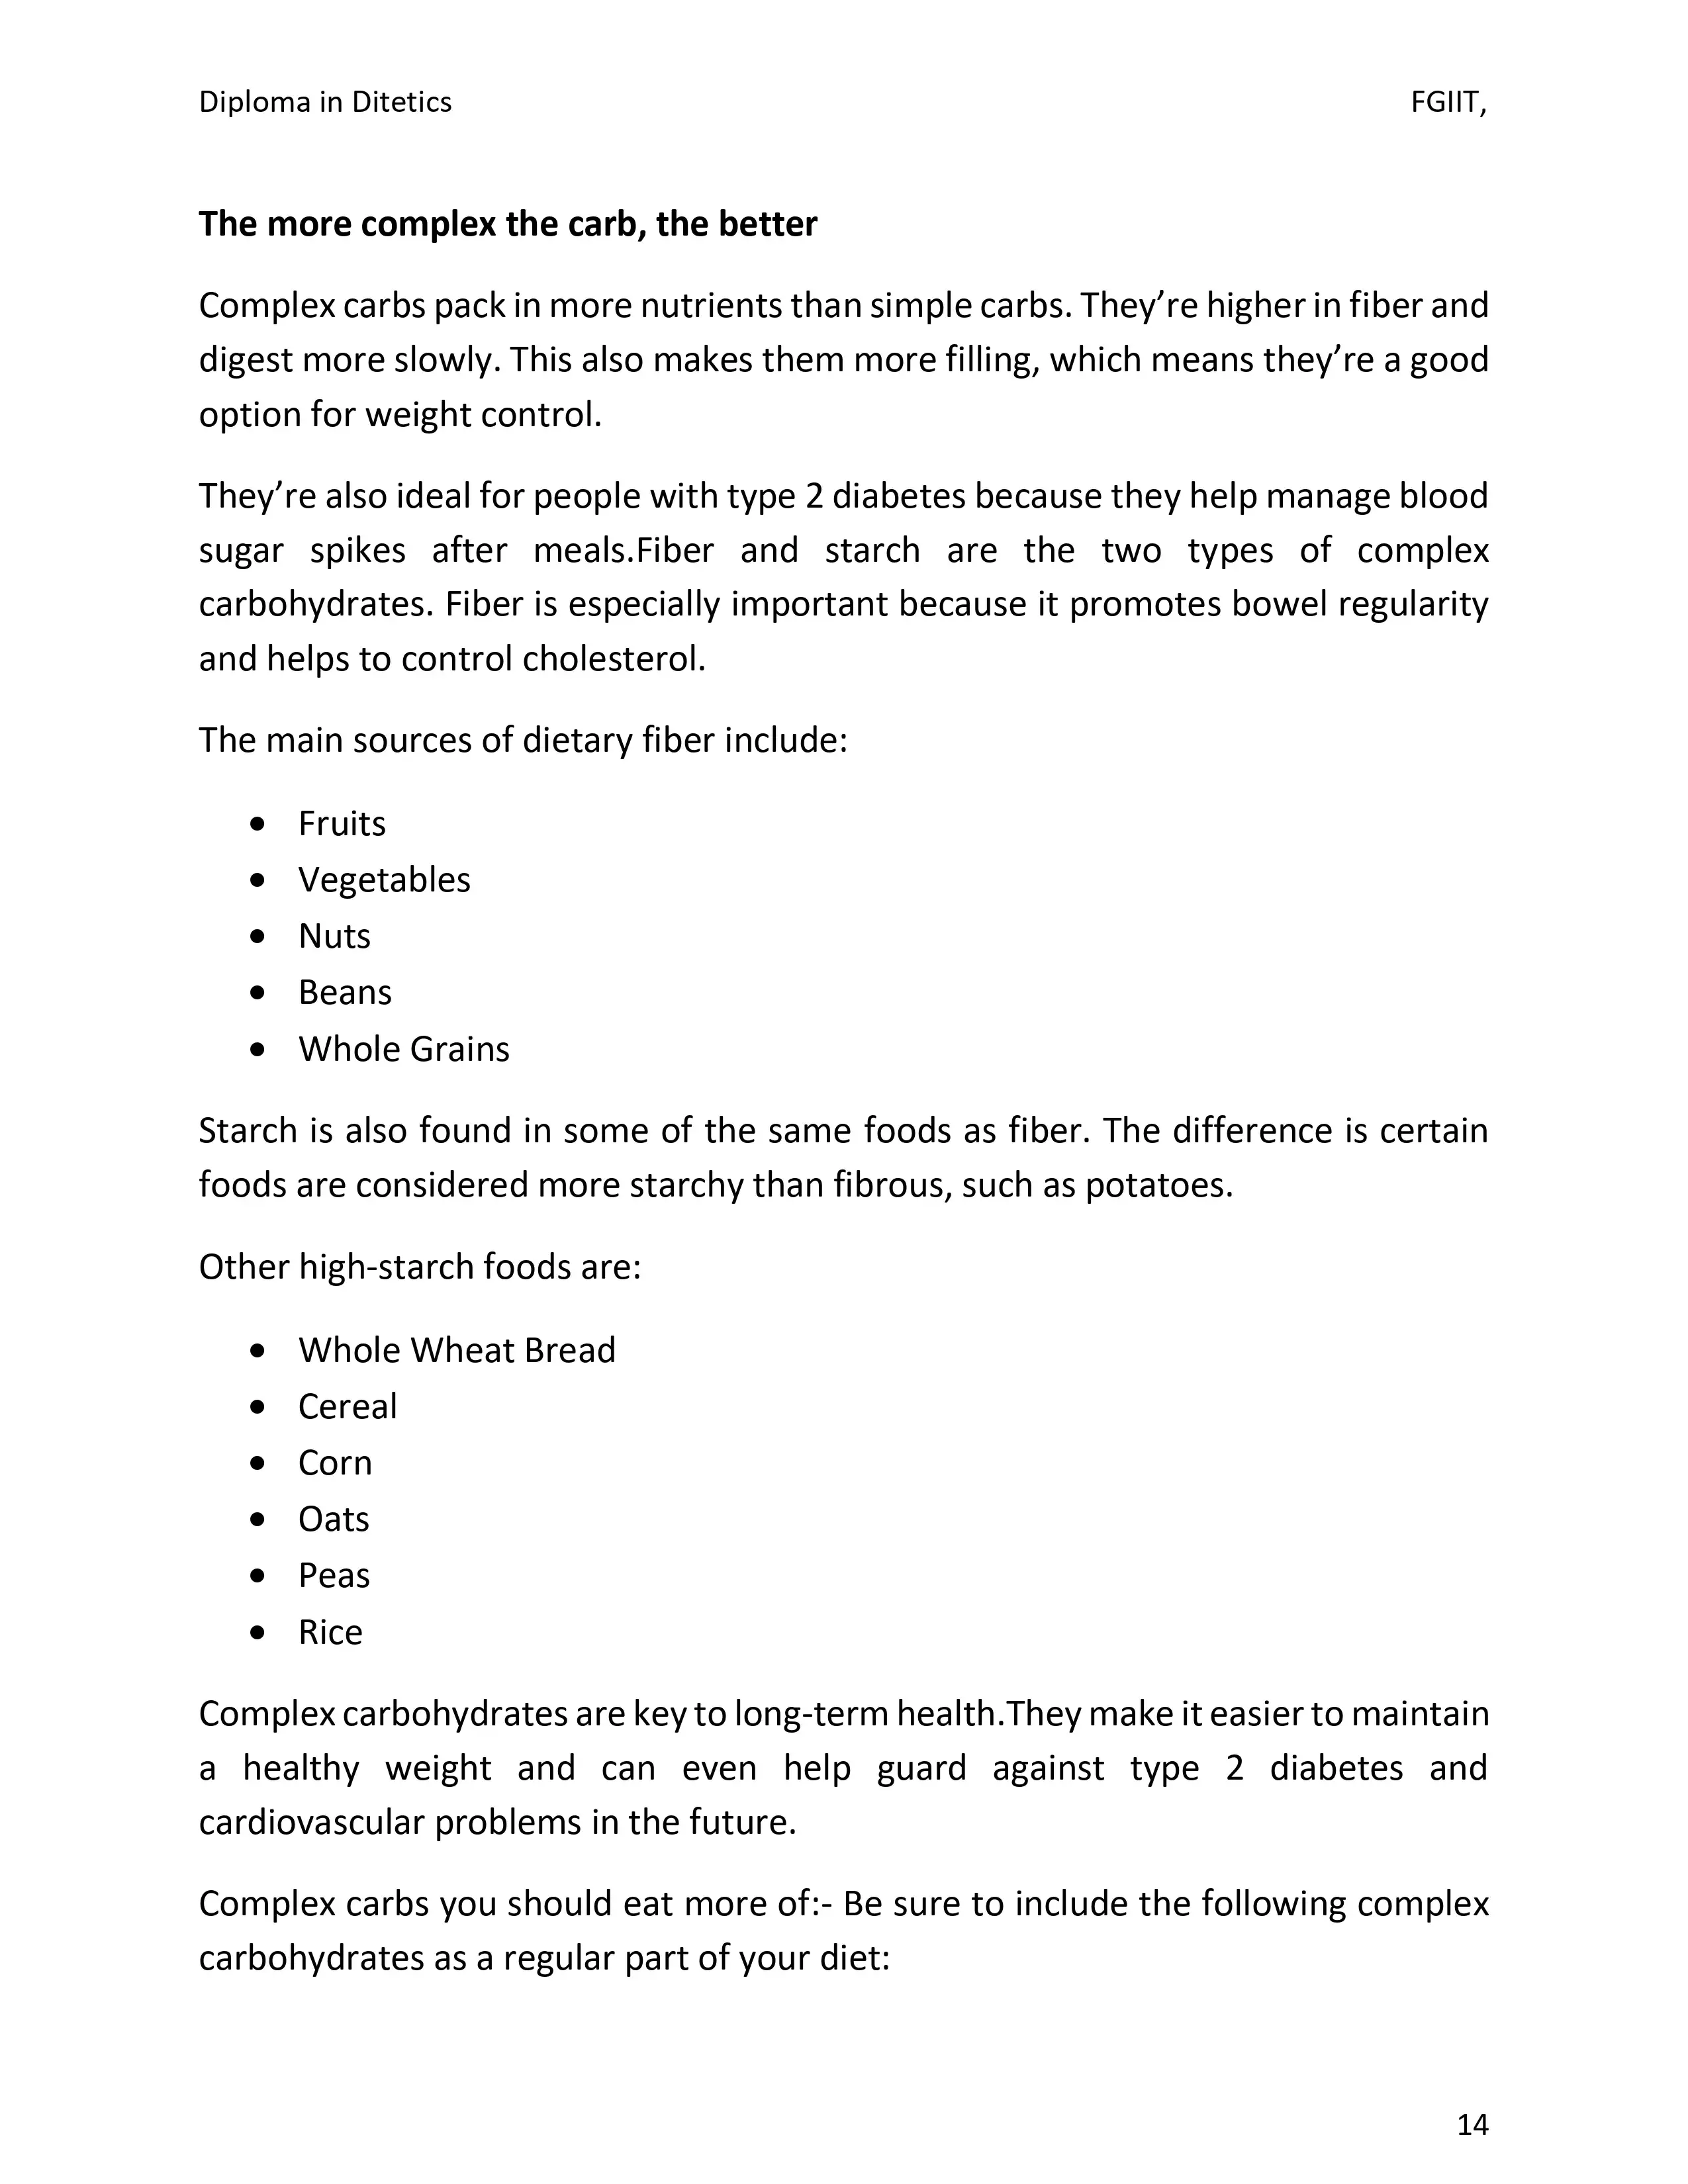 Diploma in Ditetics FGIIT,
The more complex the carb, the better
Complex carbs pack in more nutrients than simple carbs. They’re higher in fiber and
digest more slowly. This also makes them more filling, which means they’re a good
option for weight control.
They’re also ideal for people with type 2 diabetes because they help manage blood
sugar spikes after meals.Fiber and starch are the two types of complex
carbohydrates. Fiber is especially important because it promotes bowel regularity
and helps to control cholesterol.
The main sources of dietary fiber include:
• Fruits
• Vegetables
• Nuts
• Beans
• Whole Grains
Starch is also found in some of the same foods as fiber. The difference is certain
foods are considered more starchy than fibrous, such as potatoes.
Other high-starch foods are:
• Whole Wheat Bread
• Cereal
• Corn
• Oats
• Peas
• Rice
Complex carbohydrates are key to long-term health.They make it easier to maintain
a healthy weight and can even help guard against type 2 diabetes and
cardiovascular problems in the future.
Complex carbs you should eat more of:- Be sure to include the following complex
carbohydrates as a regular part of your diet:
14